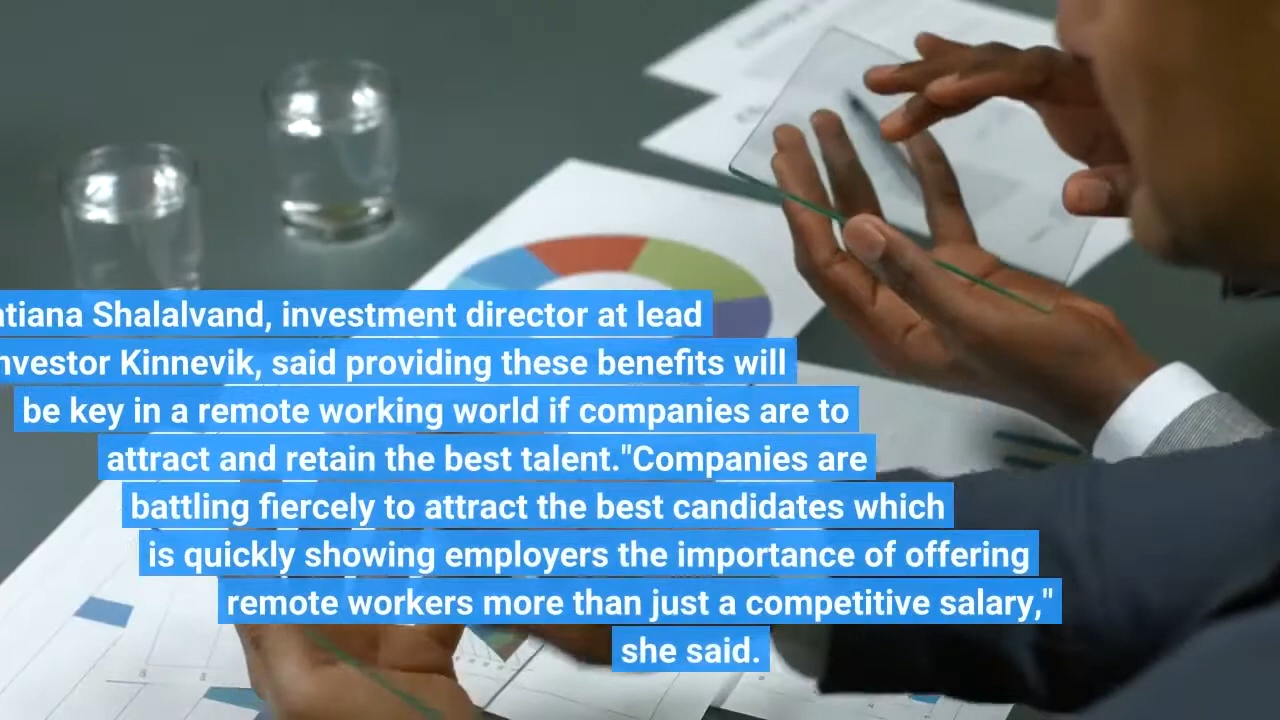 Shalalvand, investment director at lead
Kinnevik, said providing these benefits will
be key in a remote working world if companies are to
attract and retain the best talent."Companies are
battling fiercely to attract the best candidates which
is quickly showing employers the importance of offering
remote workers more than just a competitive salary,"
she said.